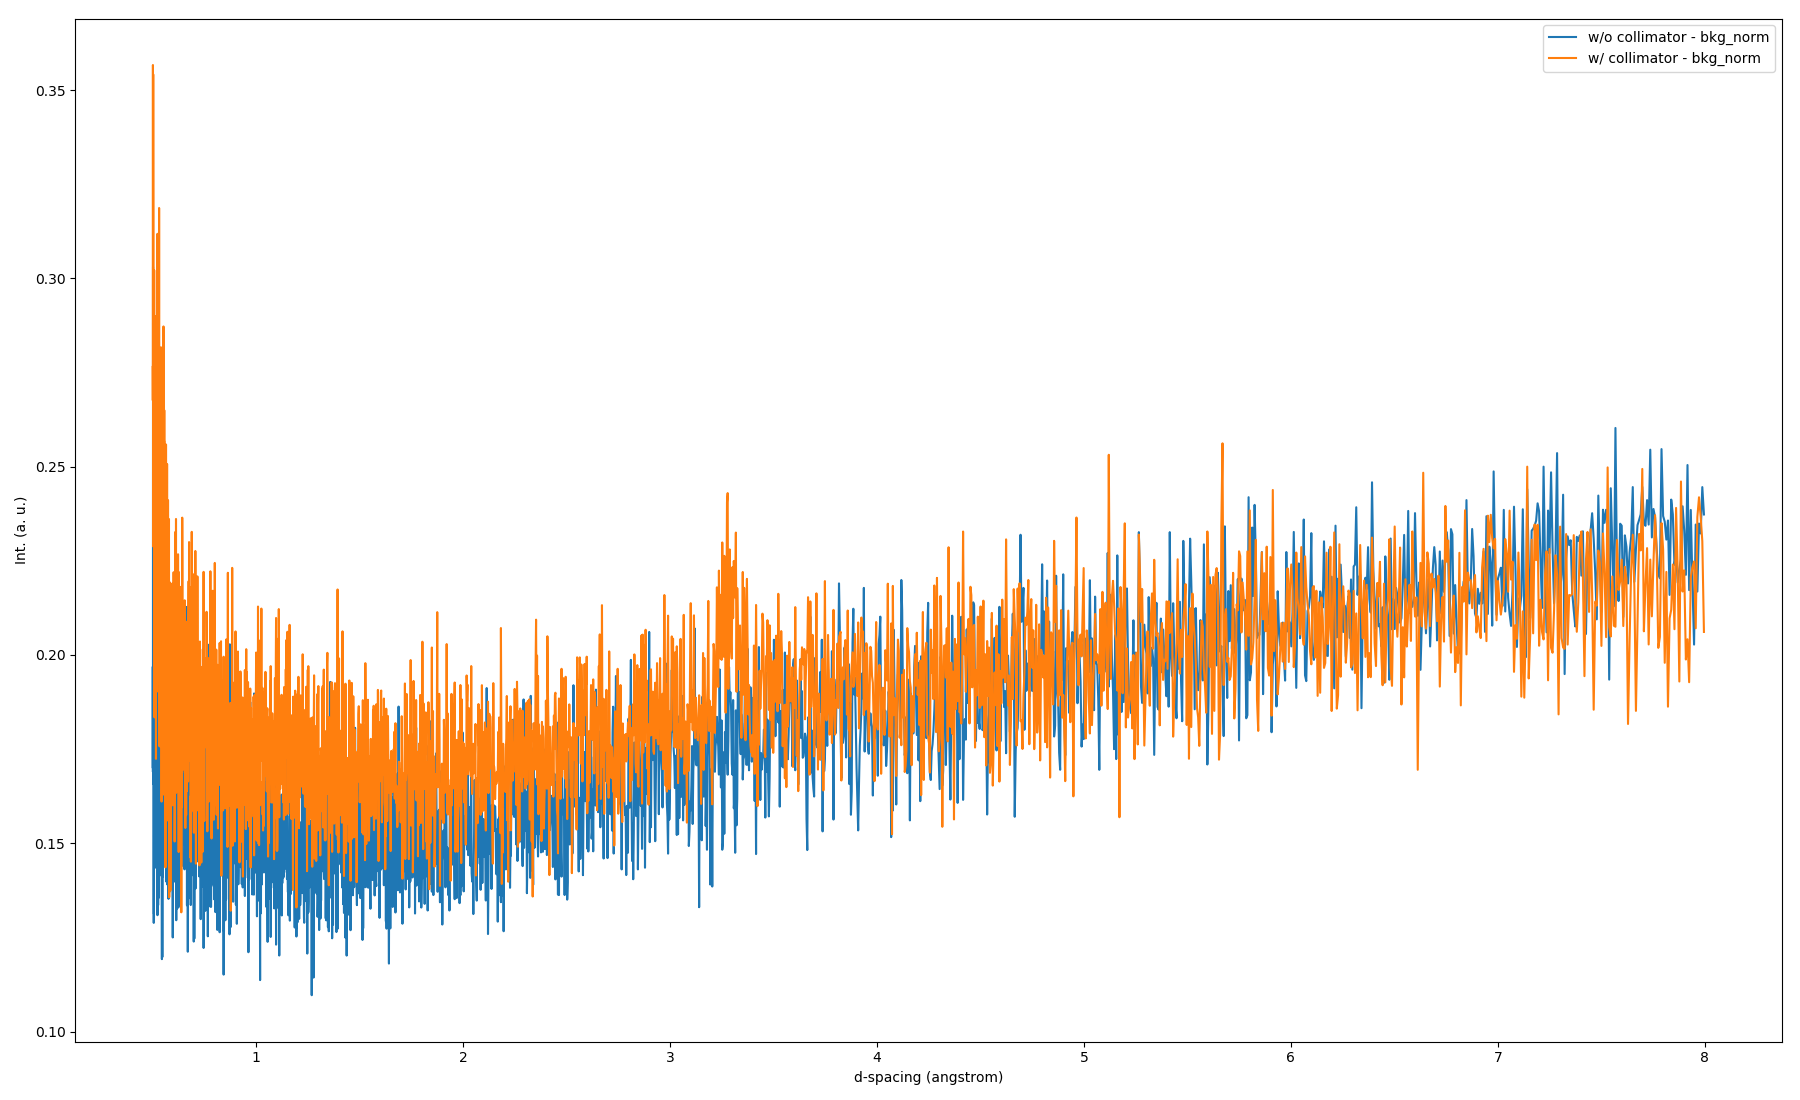 w/o collimator - bkg_norm
w/ collimator - bkg_norm
0.35
0.30
0.25
0.20
0.15
0.10
Int. (a. u.)
1 2 3 4 5 6 7 8
d-spacing (angstrom)